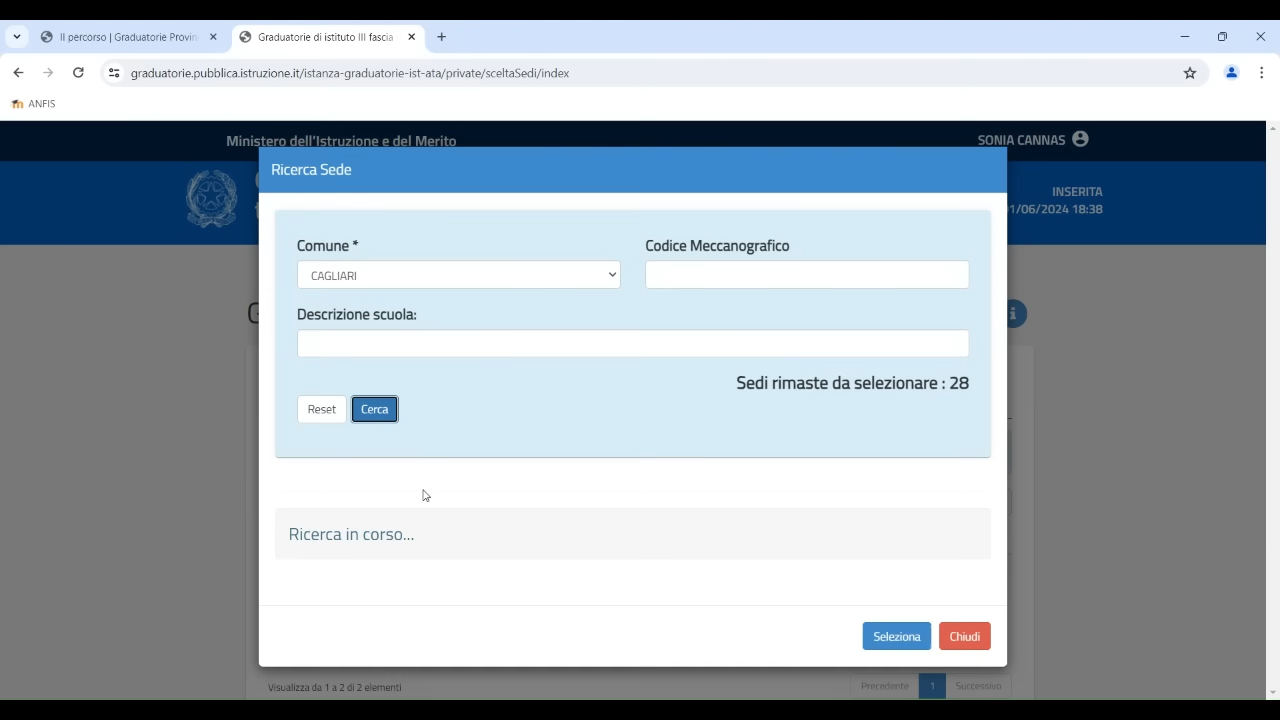 Il percorso | Graduatorie Provin
Graduatorie di istituto III fascia
graduatorie.pubblica.istruzione.it/istanza-graduatorie-ist-ata/private/sceltaSedi/index
ANFIS
Ministero dell'Istruzione e del Merito
SONIA CANNAS
Ricerca Sede
INSERITA
1/06/2024 18:38
Comune *
Codice Meccanografico
CAGLIARI
Descrizione scuola:
Sedi rimaste da selezionare : 28
Reset
Cerca
Ricerca in corso...
Seleziona
Chiudi
Visualizza da 1 a 2 di 2 elementi
Precedente
1
Successivo